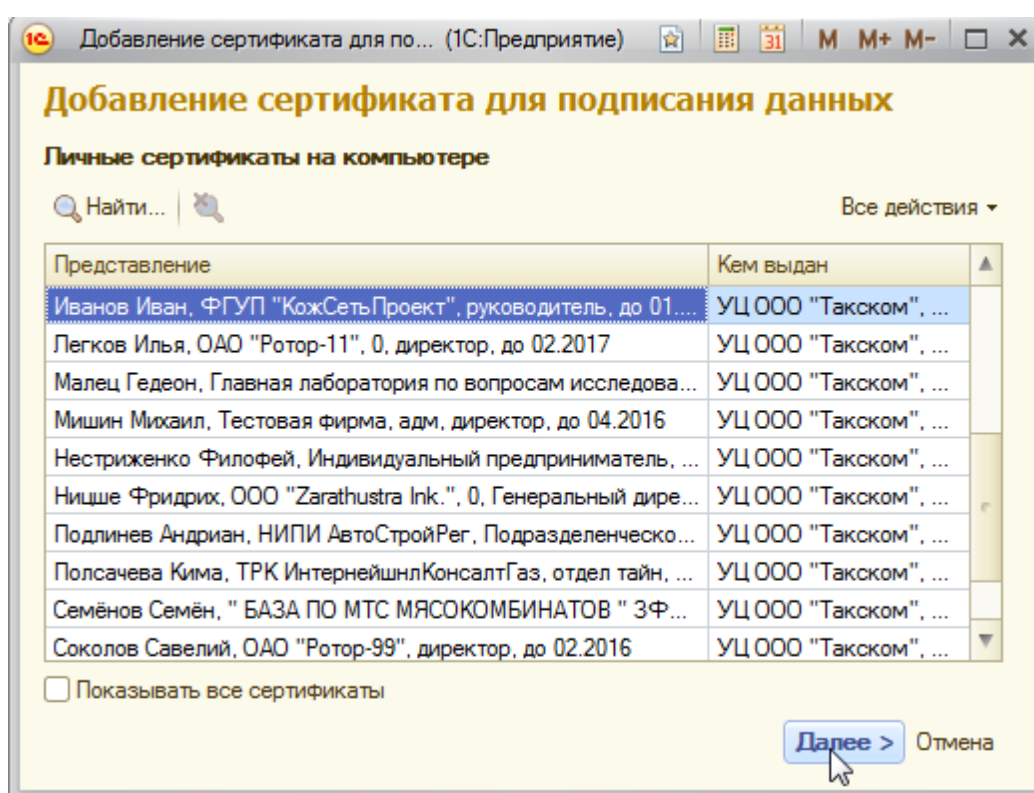 1С Добавление сертификата для по... (1С:Предприятие) 31 M M+ M-
Добавление сертификата для подписания данных
Личные сертификаты на компьютере
Найти... Все действия
Представление Кем выдан
Иванов Иван, ФГУП "КожСетьПроект", руководитель, до 01.... УЦ ООО "Такском", ...
Легков Илья, ОАО "Ротор-11", 0, директор, до 02.2017 УЦ ООО "Такском", ...
Малец Гедеон, Главная лаборатория по вопросам исследова... УЦ ООО "Такском", ...
Мишин Михаил, Тестовая фирма, адм, директор, до 04.2016 УЦ ООО "Такском", ...
Нестриженко Филофей, Индивидуальный предприниматель, ... УЦ ООО "Такском", ...
Ницше Фридрих, ООО "Zarathustra Ink.", 0, Генеральный дире... УЦ ООО "Такском", ...
Подлинев Андриан, НИПИ АвтоСтройРег, Подразделенческо... УЦ ООО "Такском", ...
Полсачева Кима, ТРК ИнтернейшнлКонсалтГаз, отдел тайн, ... УЦ ООО "Такском", ...
Семёнов Семён, " БАЗА ПО МТС МЯСОКОМБИНАТОВ " ЗФ... УЦ ООО "Такском", ...
Соколов Савелий, ОАО "Ротор-99", директор, до 02.2016 УЦ ООО "Такском", ...
Показывать все сертификаты
Далее > Отмена